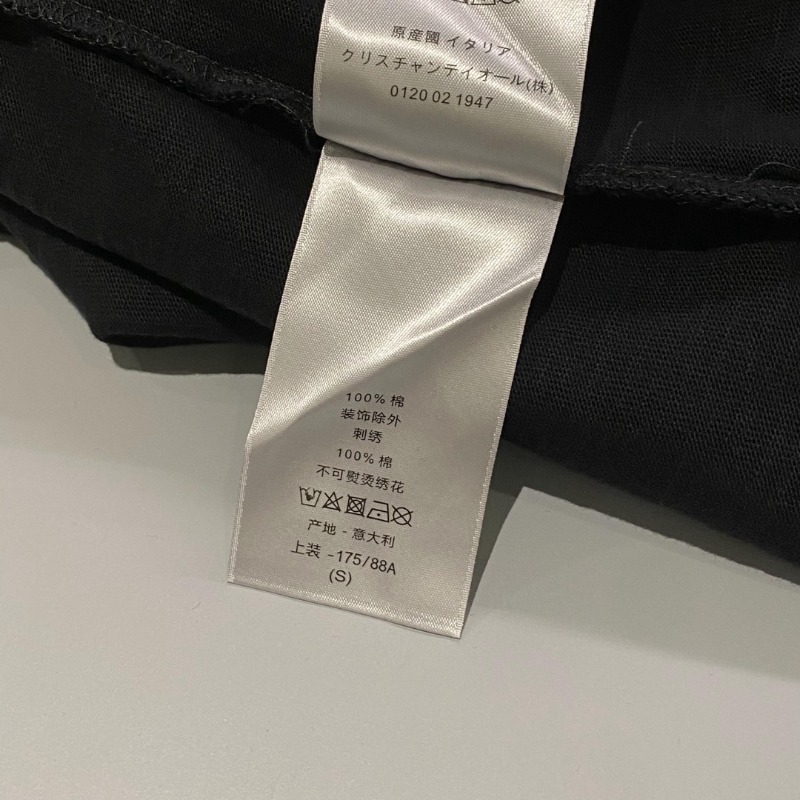 原産國 イタリア
クリスチャンディオール(株)
0120 02 1947
100% 棉
装饰除外
刺绣
100% 棉
不可熨烫绣花
产地 - 意大利
上装 -175/88A
(S)